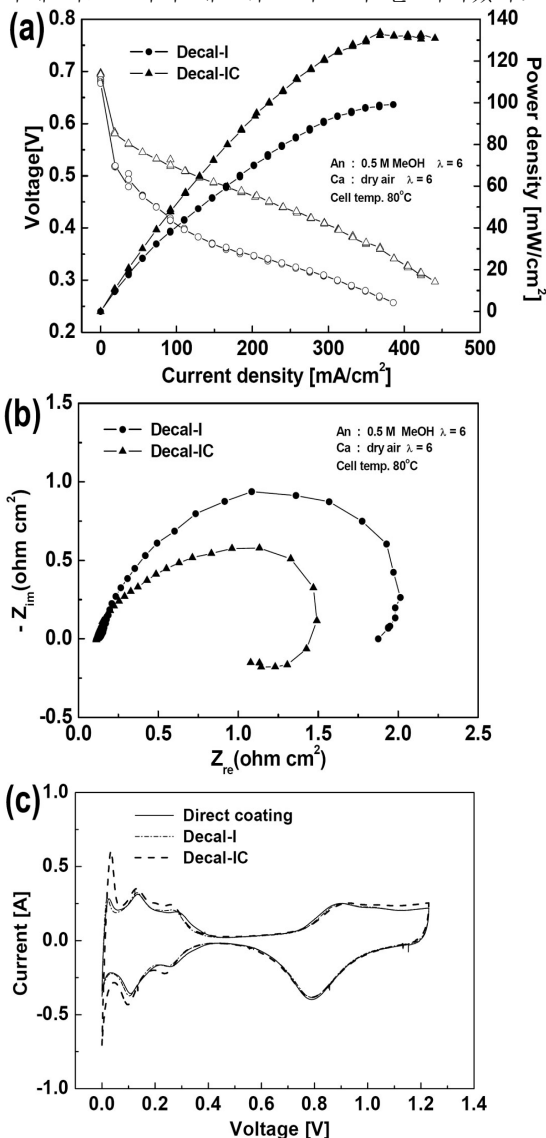 (a)
0.8
0.7
0.6
0.5
0.4
0.3
0.2
Voltage[V]
Decal-I
Decal-IC
An : 0.5 M MeOH λ = 6
Ca : dry air λ = 6
Cell temp. 80°C
140
120
100
80
60
40
20
0
Power density [mW/cm²]
0 100 200 300 400 500
Current density [mA/cm²]
(b)
1.5
1.0
0.5
0.0
-0.5
- Zim(ohm cm²)
Decal-I
Decal-IC
An : 0.5 M MeOH λ = 6
Ca : dry air λ = 6
Cell temp. 80°C
0.0 0.5 1.0 1.5 2.0 2.5
Zre(ohm cm²)
(c)
1.0
0.5
0.0
-0.5
-1.0
Current [A]
Direct coating
Decal-I
Decal-IC
0.0 0.2 0.4 0.6 0.8 1.0 1.2 1.4
Voltage [V]